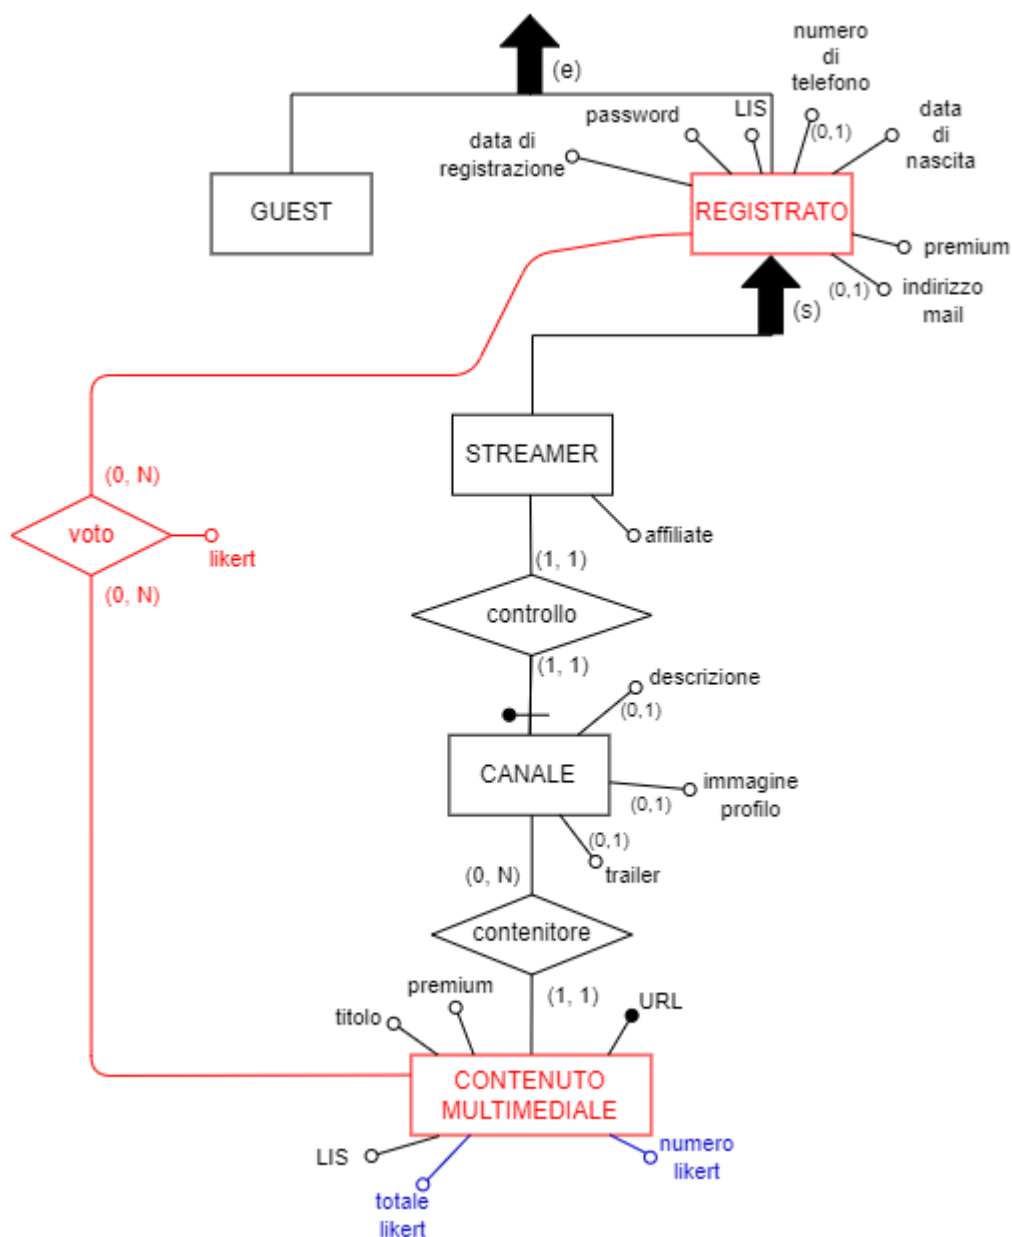 numero
di
telefono
(e)
LIS
password
(0,1)
data
di
nascita
data di
registrazione
GUEST
REGISTRATO
premium
(0,1)
indirizzo
mail
(s)
STREAMER
(0, N)
voto
likert
affiliate
(1, 1)
(0, N)
controllo
(1, 1)
descrizione
(0,1)
CANALE
immagine
profilo
(0,1)
(0,1)
trailer
(0, N)
contenitore
premium
(1, 1)
URL
titolo
CONTENUTO
MULTIMEDIALE
LIS
numero
likert
totale
likert